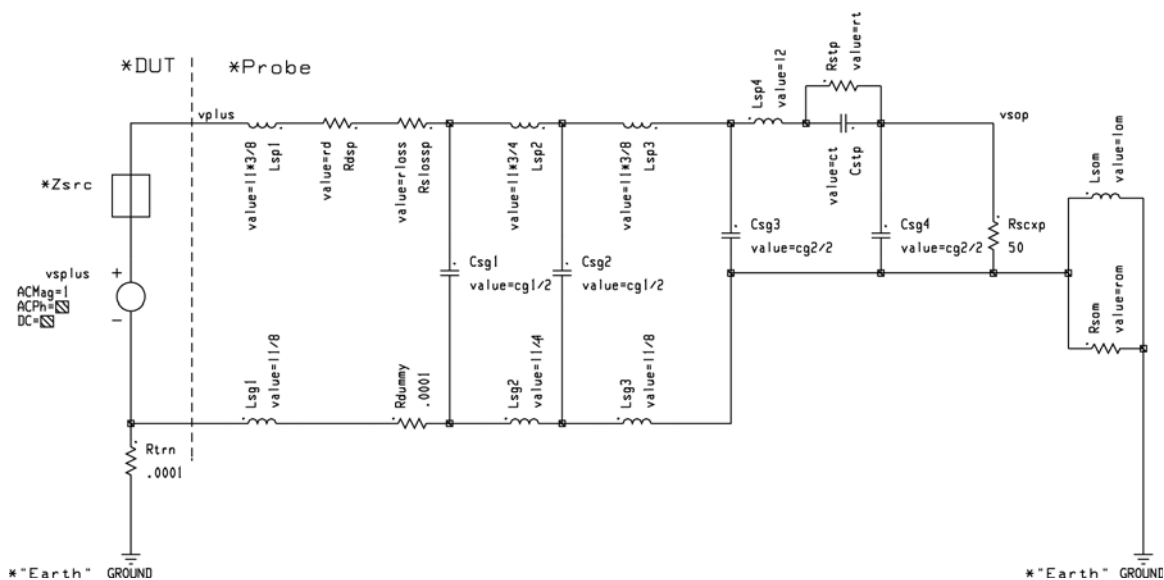 *DUT
*Probe
vplus
*Zsrc
vsplus
+
ACMag=1
ACPh=
DC=
−
value=l1*3/8
Lsp1
value=rd
Rdsp
value=rloss
Rslossp
value=l1*3/4
Lsp2
value=l1*3/8
Lsp3
Lsp4
value=l2
Rstp
value=rt
value=ct
Cstp
vsop
Lsom
value=lom
Csg1
value=cg1/2
Csg2
value=cg1/2
Csg3
value=cg2/2
Csg4
value=cg2/2
Rscxp
50
Rsom
value=rom
Lsg1
value=l1/8
Rdummy
.0001
Lsg2
value=l1/4
Lsg3
value=l1/8
Rtrn
.0001
*"Earth" GROUND
*"Earth" GROUND